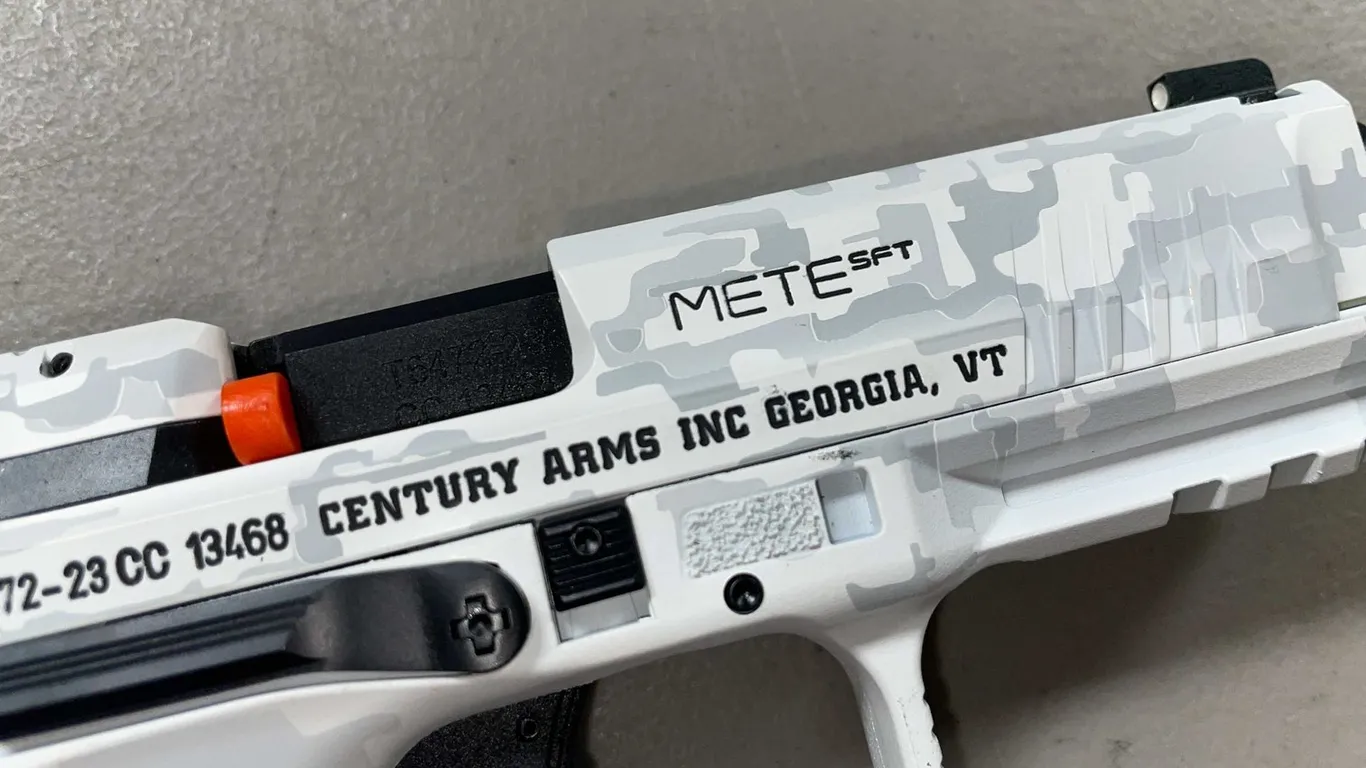 METE SFT
CENTURY ARMS INC GEORGIA, VT
72-23 CC 13468